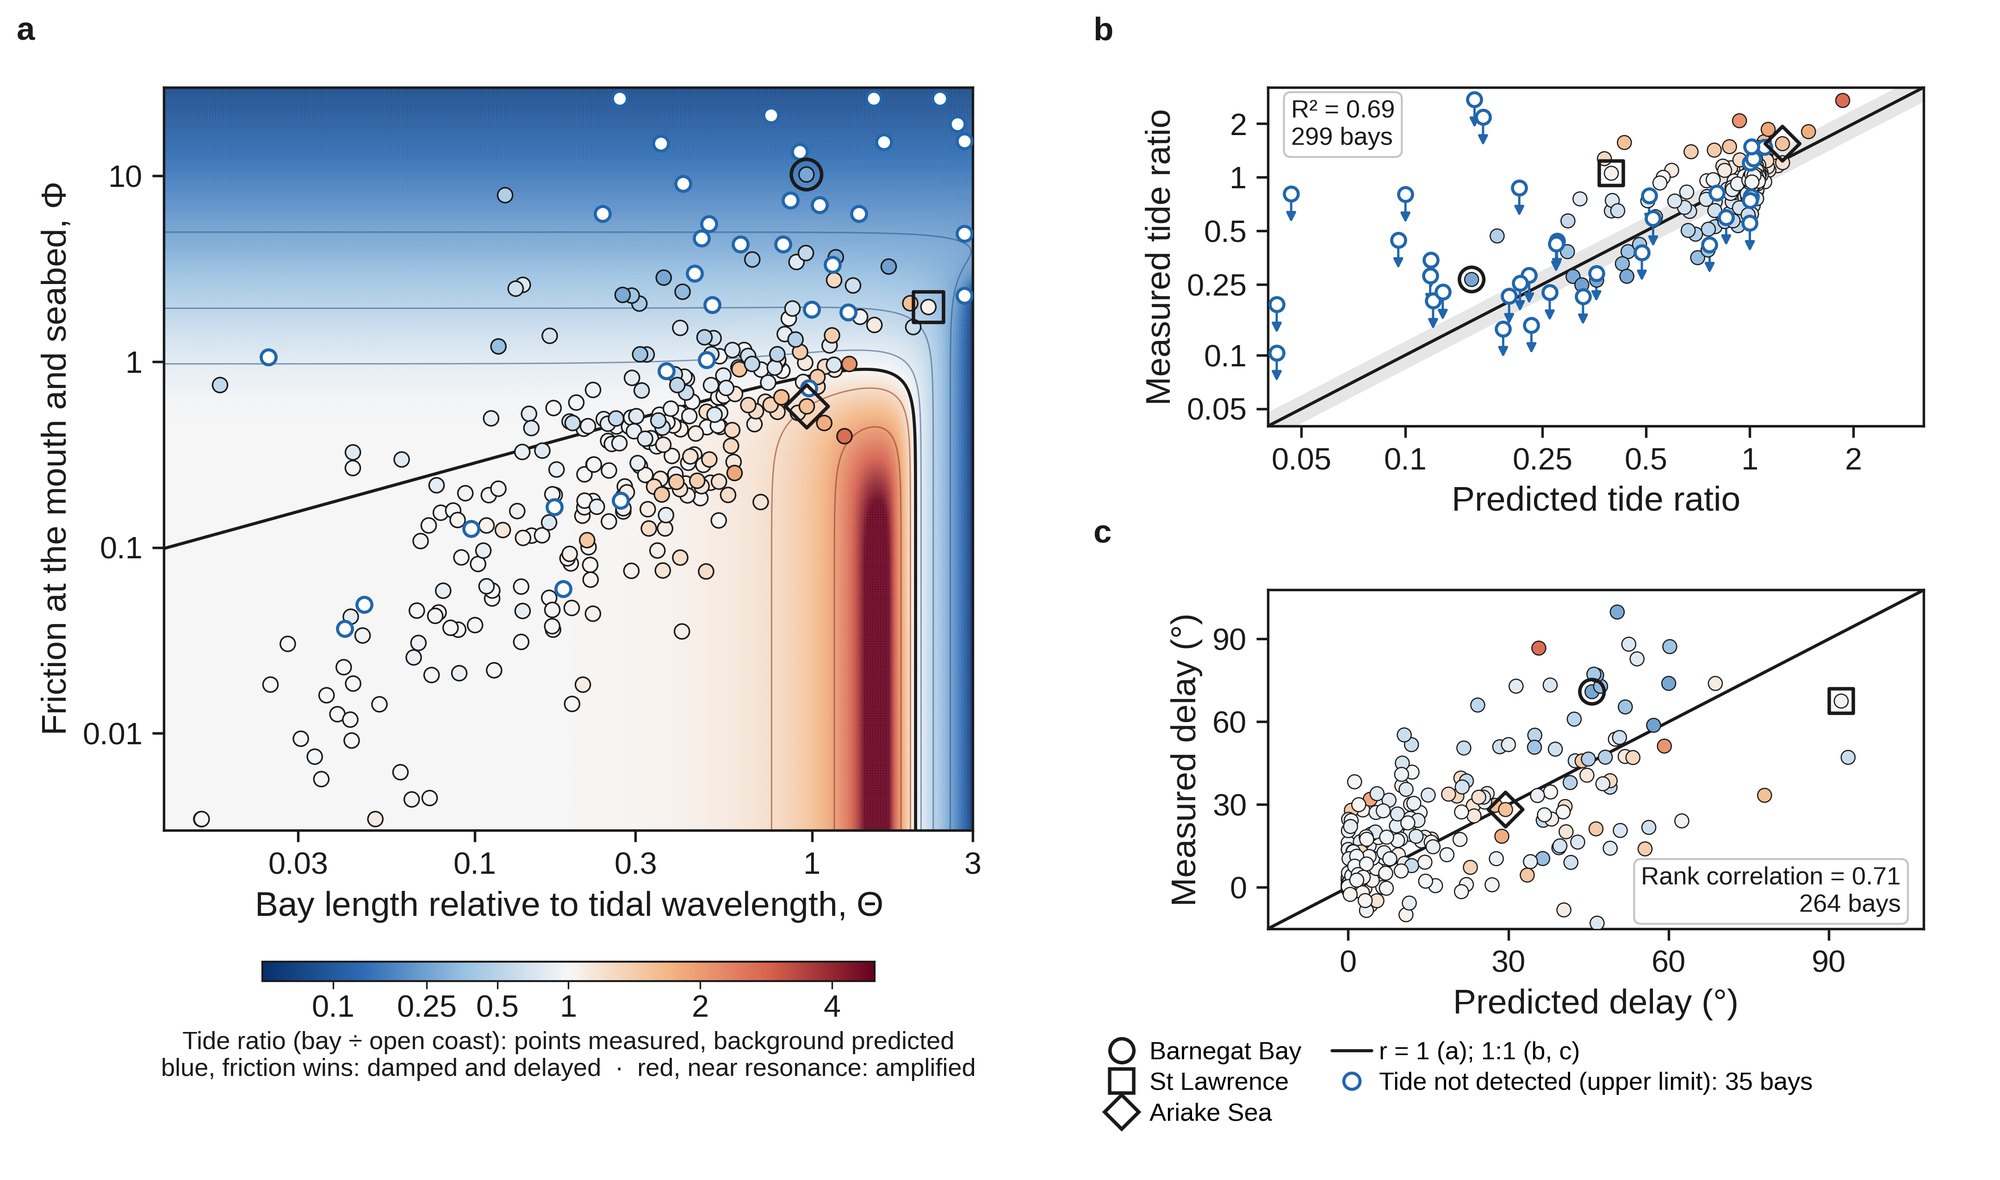 a
Friction at the mouth and seabed, Φ
10
1
0.1
0.01
0.03
0.1
0.3
1
3
Bay length relative to tidal wavelength, Θ
0.1
0.25
0.5
1
2
4
Tide ratio (bay ÷ open coast): points measured, background predicted
blue, friction wins: damped and delayed · red, near resonance: amplified
b
Measured tide ratio
R² = 0.69
299 bays
2
1
0.5
0.25
0.1
0.05
0.05
0.1
0.25
0.5
1
2
Predicted tide ratio
c
Measured delay (°)
90
60
30
0
Rank correlation = 0.71
264 bays
0
30
60
90
Predicted delay (°)
Barnegat Bay
St Lawrence
Ariake Sea
r = 1 (a); 1:1 (b, c)
Tide not detected (upper limit): 35 bays